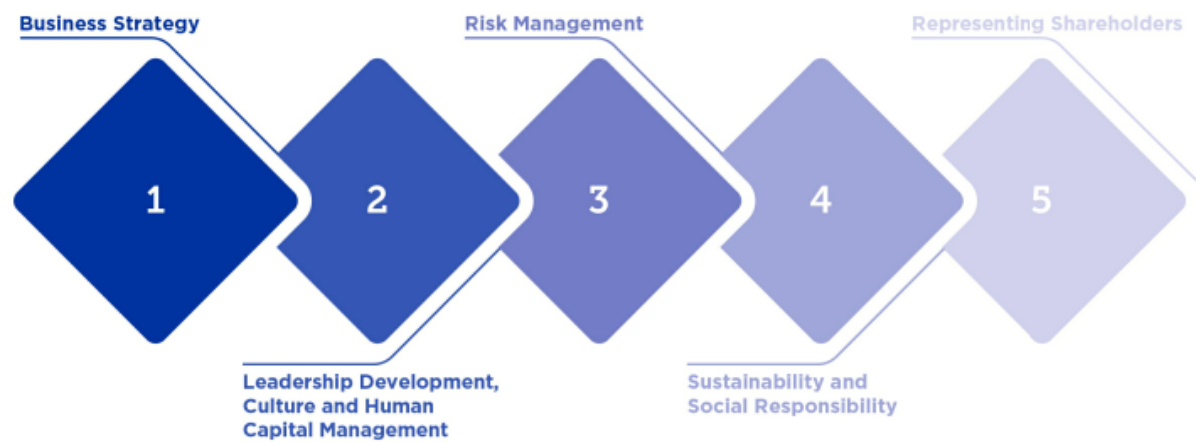 Business Strategy
Risk Management
Representing Shareholders
1
2
3
4
5
Leadership Development,
Culture and Human
Capital Management
Sustainability and
Social Responsibility